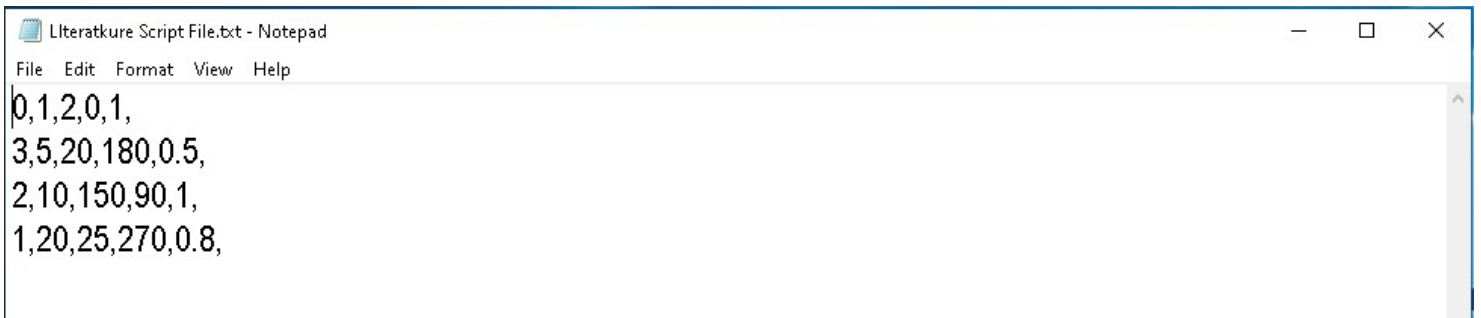 LIteratkure Script File.txt - Notepad
File Edit Format View Help
0,1,2,0,1,
3,5,20,180,0.5,
2,10,150,90,1,
1,20,25,270,0.8,